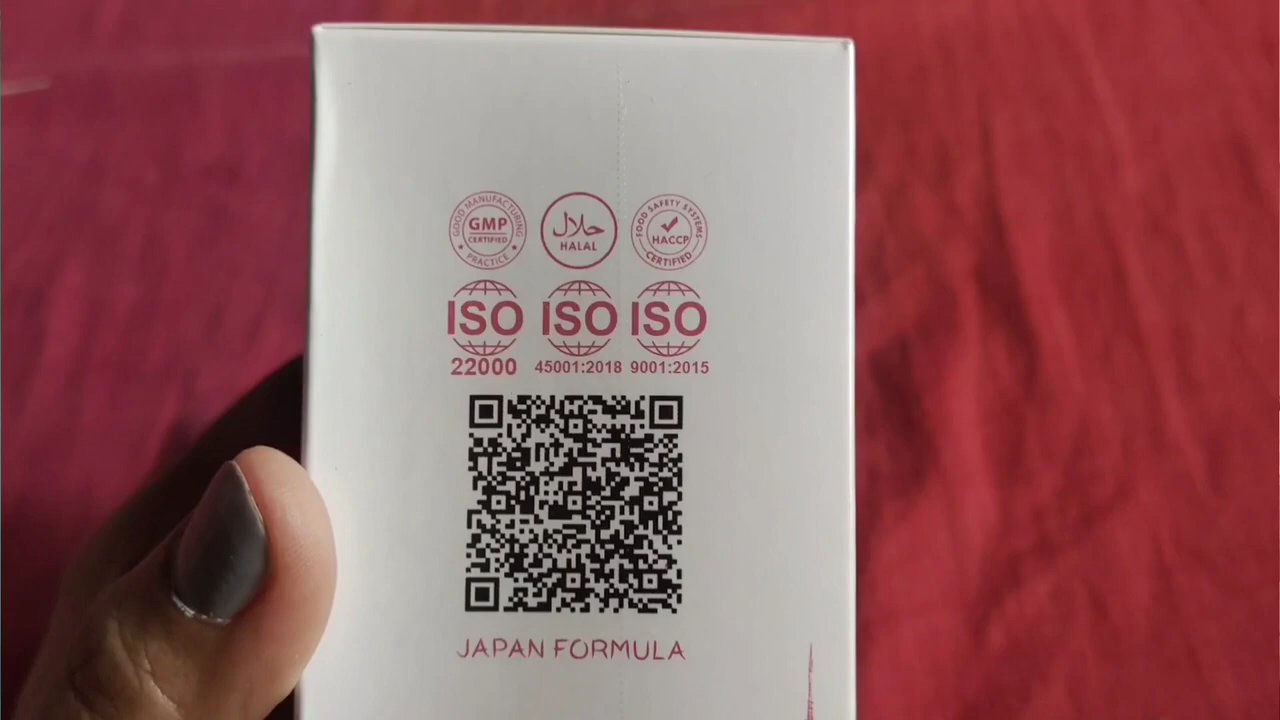 GOOD MANUFACTURING
GMP
CERTIFIED
PRACTICE
حلال
HALAL
FOOD SAFETY SYSTEMS
HACCP
CERTIFIED
ISO
22000
ISO
45001:2018
ISO
9001:2015
JAPAN FORMULA